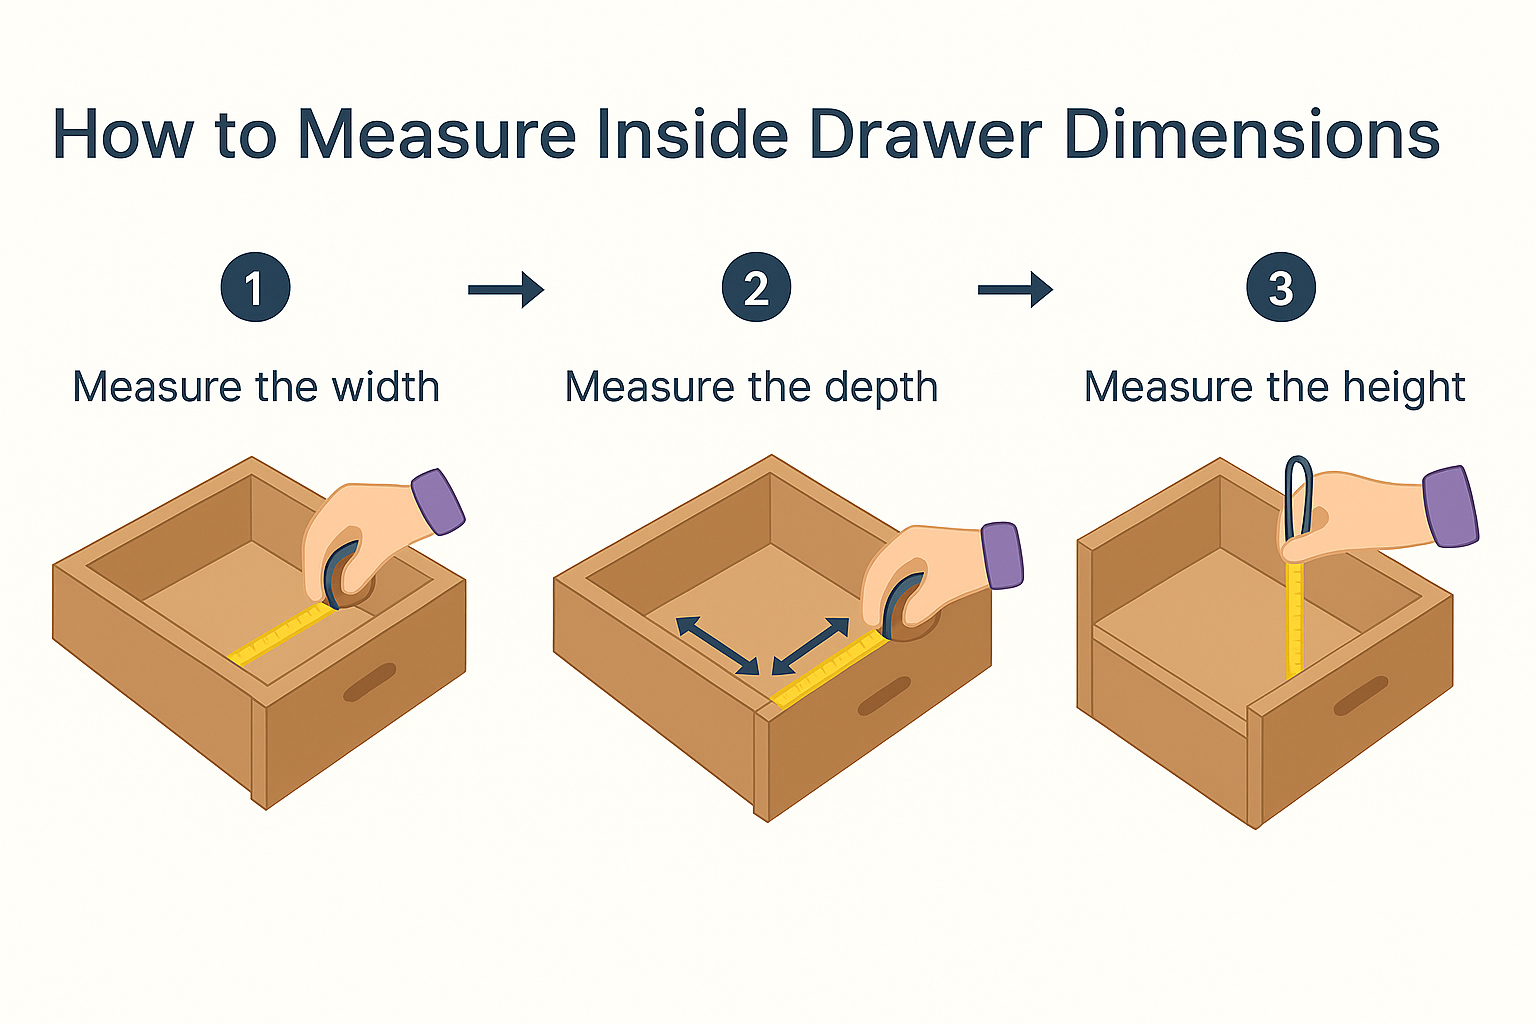 How to Measure Inside Drawer Dimensions
1
2
3
Measure the width
Measure the depth
Measure the height